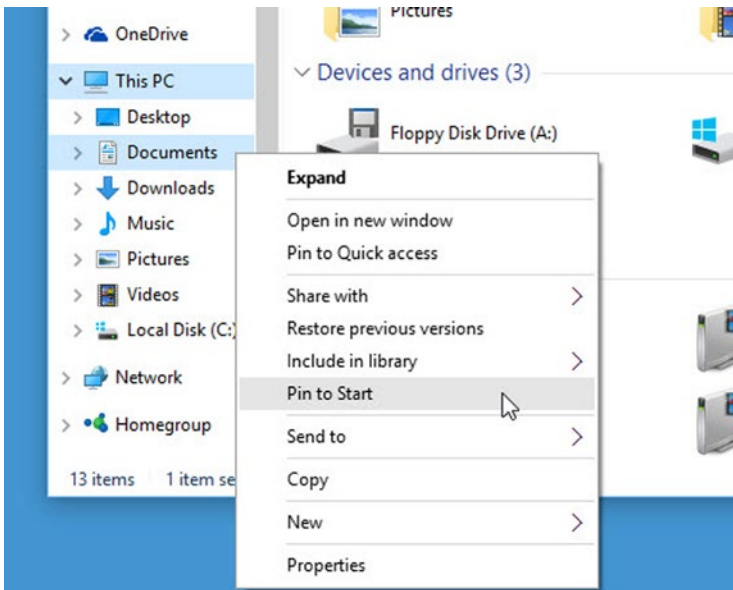 OneDrive
This PC
Desktop
Documents
Downloads
Music
Pictures
Videos
Local Disk (C:)
Network
Homegroup
13 items 1 item se
Pictures
Devices and drives (3)
Floppy Disk Drive (A:)
Expand
Open in new window
Pin to Quick access
Share with
Restore previous versions
Include in library
Pin to Start
Send to
Copy
New
Properties